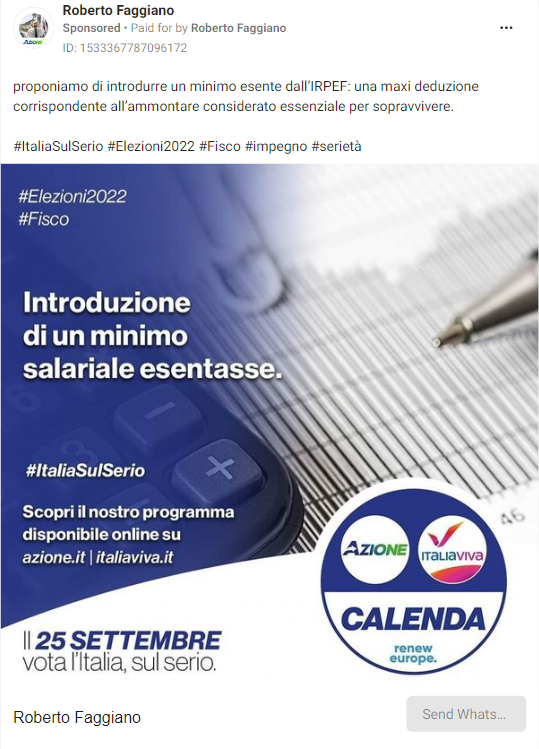 Roberto Faggiano
Sponsored • Paid for by Roberto Faggiano
ID: 1533367787096172
proponiamo di introdurre un minimo esente dall'IRPEF: una maxi deduzione
corrispondente all'ammontare considerato essenziale per sopravvivere.
#ItaliaSulSerio #Elezioni2022 #Fisco #impegno #serietà
#Elezioni2022
#Fisco
Introduzione
di un minimo
salariale esentasse.
#ItaliaSulSerio
Scopri il nostro programma
disponibile online su
azione.it | italiaviva.it
AZIONE
ITALIAVIVA
CALENDA
renew
europe.
Il 25 SETTEMBRE
vota l'Italia, sul serio.
46
Roberto Faggiano
Send Whats...